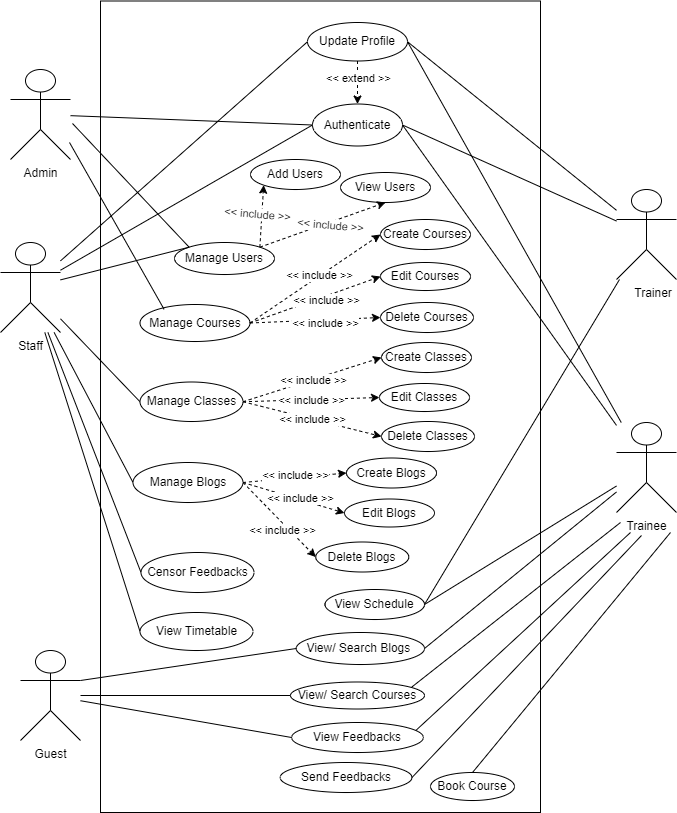 Update Profile
<< extend >>
Admin
Authenticate
Add Users
View Users
<< include >>
<< include >>
Create Courses
Manage Users
<< include >>
Edit Courses
Trainer
<< include >>
Manage Courses
<< include >>
Delete Courses
Staff
Create Classes
<< include >>
Manage Classes
<< include >>
Edit Classes
<< include >>
Delete Classes
Manage Blogs
<< include >>
Create Blogs
<< include >>
Edit Blogs
Trainee
<< include >>
Delete Blogs
Censor Feedbacks
View Schedule
View Timetable
View/ Search Blogs
View/ Search Courses
Guest
View Feedbacks
Send Feedbacks
Book Course